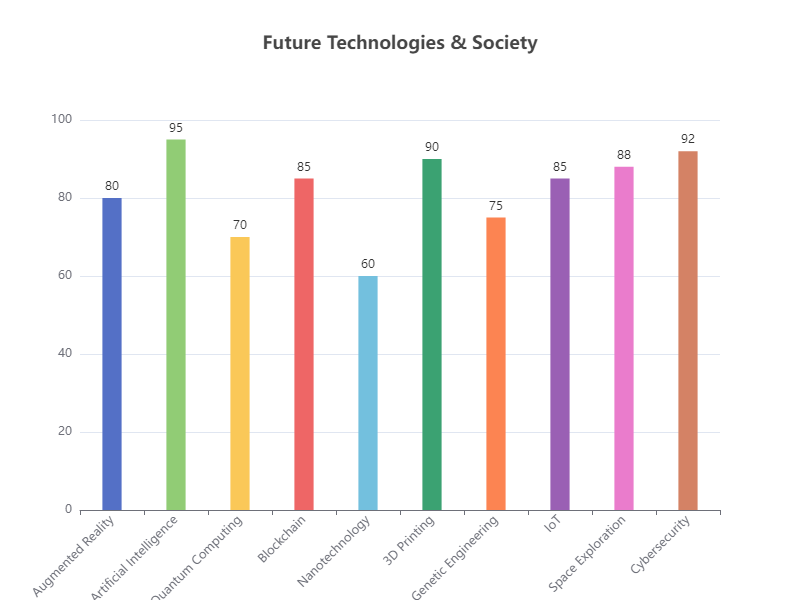 Future Technologies & Society
100
80
60
40
20
0
80
95
70
85
60
90
75
85
88
92
Augmented Reality
Artificial Intelligence
Quantum Computing
Blockchain
Nanotechnology
3D Printing
Genetic Engineering
IoT
Space Exploration
Cybersecurity